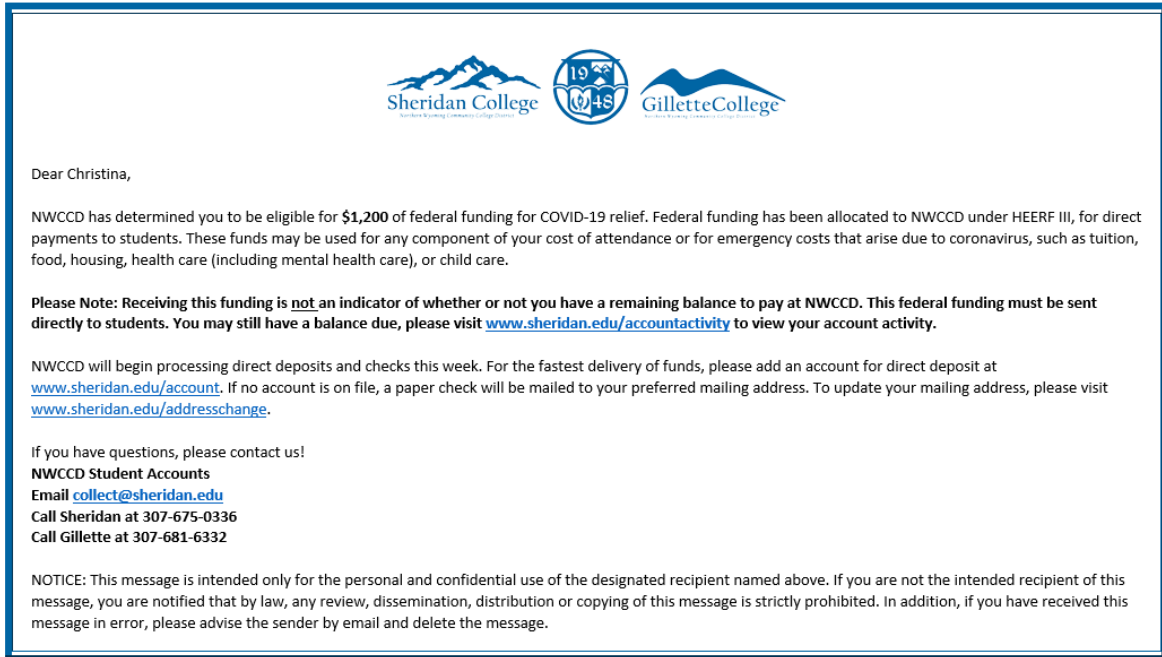 Sheridan College
Northern Wyoming Community College District
19
48
GilletteCollege
Northern Wyoming Community College District
Dear Christina,
NWCCD has determined you to be eligible for $1,200 of federal funding for COVID-19 relief. Federal funding has been allocated to NWCCD under HEERF III, for direct
payments to students. These funds may be used for any component of your cost of attendance or for emergency costs that arise due to coronavirus, such as tuition,
food, housing, health care (including mental health care), or child care.
Please Note: Receiving this funding is not an indicator of whether or not you have a remaining balance to pay at NWCCD. This federal funding must be sent
directly to students. You may still have a balance due, please visit www.sheridan.edu/accountactivity to view your account activity.
NWCCD will begin processing direct deposits and checks this week. For the fastest delivery of funds, please add an account for direct deposit at
www.sheridan.edu/account. If no account is on file, a paper check will be mailed to your preferred mailing address. To update your mailing address, please visit
www.sheridan.edu/addresschange.
If you have questions, please contact us!
NWCCD Student Accounts
Email collect@sheridan.edu
Call Sheridan at 307-675-0336
Call Gillette at 307-681-6332
NOTICE: This message is intended only for the personal and confidential use of the designated recipient named above. If you are not the intended recipient of this
message, you are notified that by law, any review, dissemination, distribution or copying of this message is strictly prohibited. In addition, if you have received this
message in error, please advise the sender by email and delete the message.